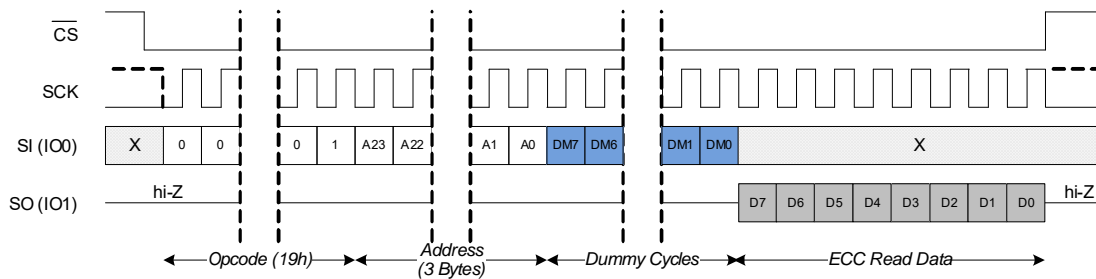 CS
SCK
SI (IO0) X 0 0 0 1 A23 A22 A1 A0 DM7 DM6 DM1 DM0 X
hi-Z hi-Z
SO (IO1) D7 D6 D5 D4 D3 D2 D1 D0
Opcode (19h) Address Dummy Cycles ECC Read Data
(3 Bytes)